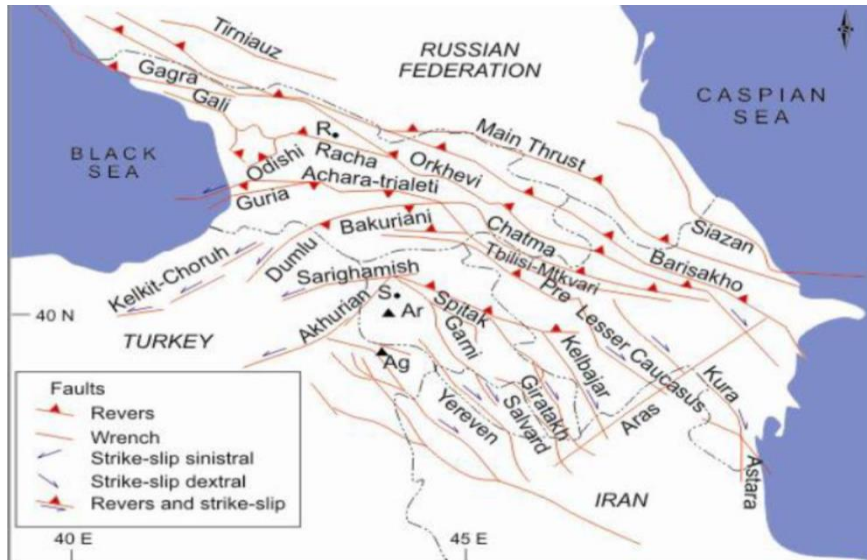 Tirniauz
RUSSIAN
FEDERATION
CASPIAN
SEA
Gagra
Gali
BLACK
SEA
R
Main Thrust
Odishi
Racha
Orkhevi
Guria
Achara-trialeti
Siazan
Bakuriani
Chatma
Barisakho
Dumlu
Tbilisi-Mtkvari
Kelkit-Choruh
Sarighamish
Pre Lesser Caucasus
S
Spitak
40 N
Ar
Akhurian
Garni
TURKEY
Kelbajar
Kura
Ag
Giratakh
Aras
Yereven
Salvard
Astara
Faults
Revers
Wrench
Strike-slip sinistral
Strike-slip dextral
Revers and strike-slip
IRAN
40 E
45 E